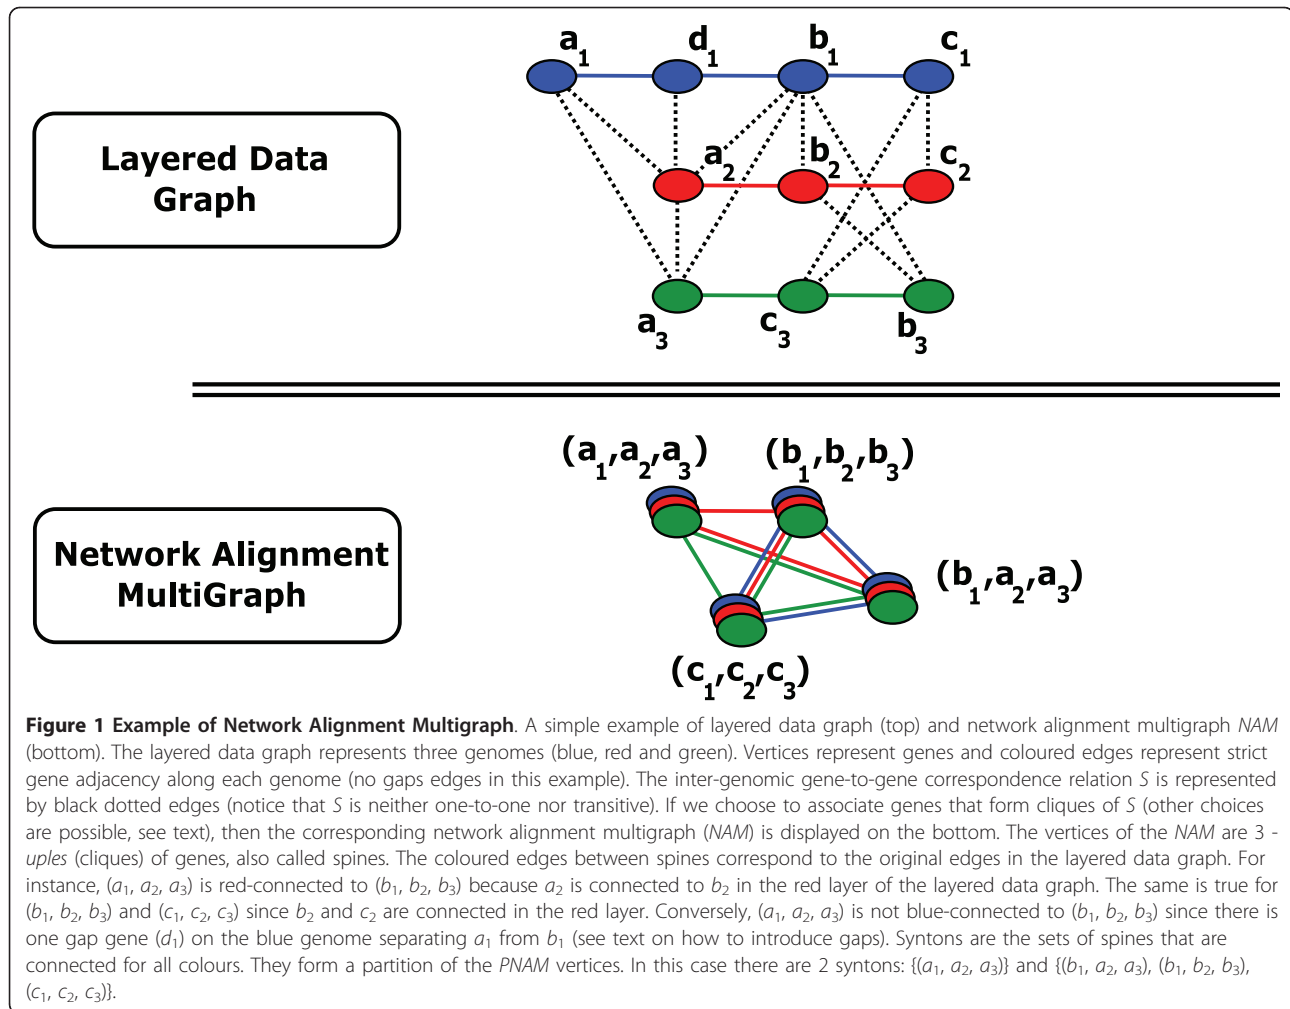 a1 d1 b1 c1
Layered Data
Graph
a2 b2 c2
a3 c3 b3
(a1,a2,a3) (b1,b2,b3)
Network Alignment
MultiGraph
(b1,a2,a3)
(c1,c2,c3)
Figure 1 Example of Network Alignment Multigraph. A simple example of layered data graph (top) and network alignment multigraph NAM
(bottom). The layered data graph represents three genomes (blue, red and green). Vertices represent genes and coloured edges represent strict
gene adjacency along each genome (no gaps edges in this example). The inter-genomic gene-to-gene correspondence relation S is represented
by black dotted edges (notice that S is neither one-to-one nor transitive). If we choose to associate genes that form cliques of S (other choices
are possible, see text), then the corresponding network alignment multigraph (NAM) is displayed on the bottom. The vertices of the NAM are 3 -
uples (cliques) of genes, also called spines. The coloured edges between spines correspond to the original edges in the layered data graph. For
instance, (a1, a2, a3) is red-connected to (b1, b2, b3) because a2 is connected to b2 in the red layer of the layered data graph. The same is true for
(b1, b2, b3) and (c1, c2, c3) since b2 and c2 are connected in the red layer. Conversely, (a1, a2, a3) is not blue-connected to (b1, b2, b3) since there is
one gap gene (d1) on the blue genome separating a1 from b1 (see text on how to introduce gaps). Syntons are the sets of spines that are
connected for all colours. They form a partition of the PNAM vertices. In this case there are 2 syntons: {(a1, a2, a3)} and {(b1, a2, a3), (b1, b2, b3),
(c1, c2, c3)}.